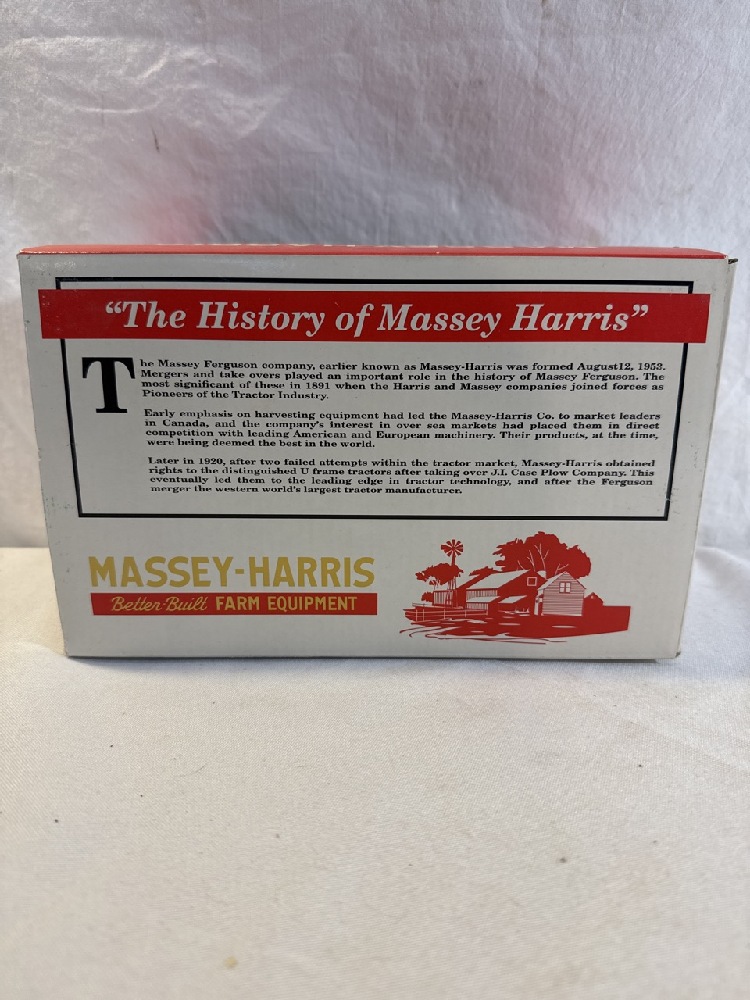 “The History of Massey Harris”
The Massey Ferguson company, earlier known as Massey-Harris was formed August12, 1953.
Mergers and take overs played an important role in the history of Massey Ferguson. The
most significant of these in 1891 when the Harris and Massey companies joined forces as
Pioneers of the Tractor Industry.
Early emphasis on harvesting equipment had led the Massey-Harris Co. to market leaders
in Canada, and the company's interest in over sea markets had placed them in direct
competition with leading American and European machinery. Their products, at the time,
were being deemed the best in the world.
Later in 1920, after two failed attempts within the tractor market, Massey-Harris obtained
rights to the distinguished U frame tractors after taking over J.I. Case Plow Company. This
eventually led them to the leading edge in tractor technology, and after the Ferguson
merger the western world's largest tractor manufacturer.
MASSEY-HARRIS
Better-Built FARM EQUIPMENT